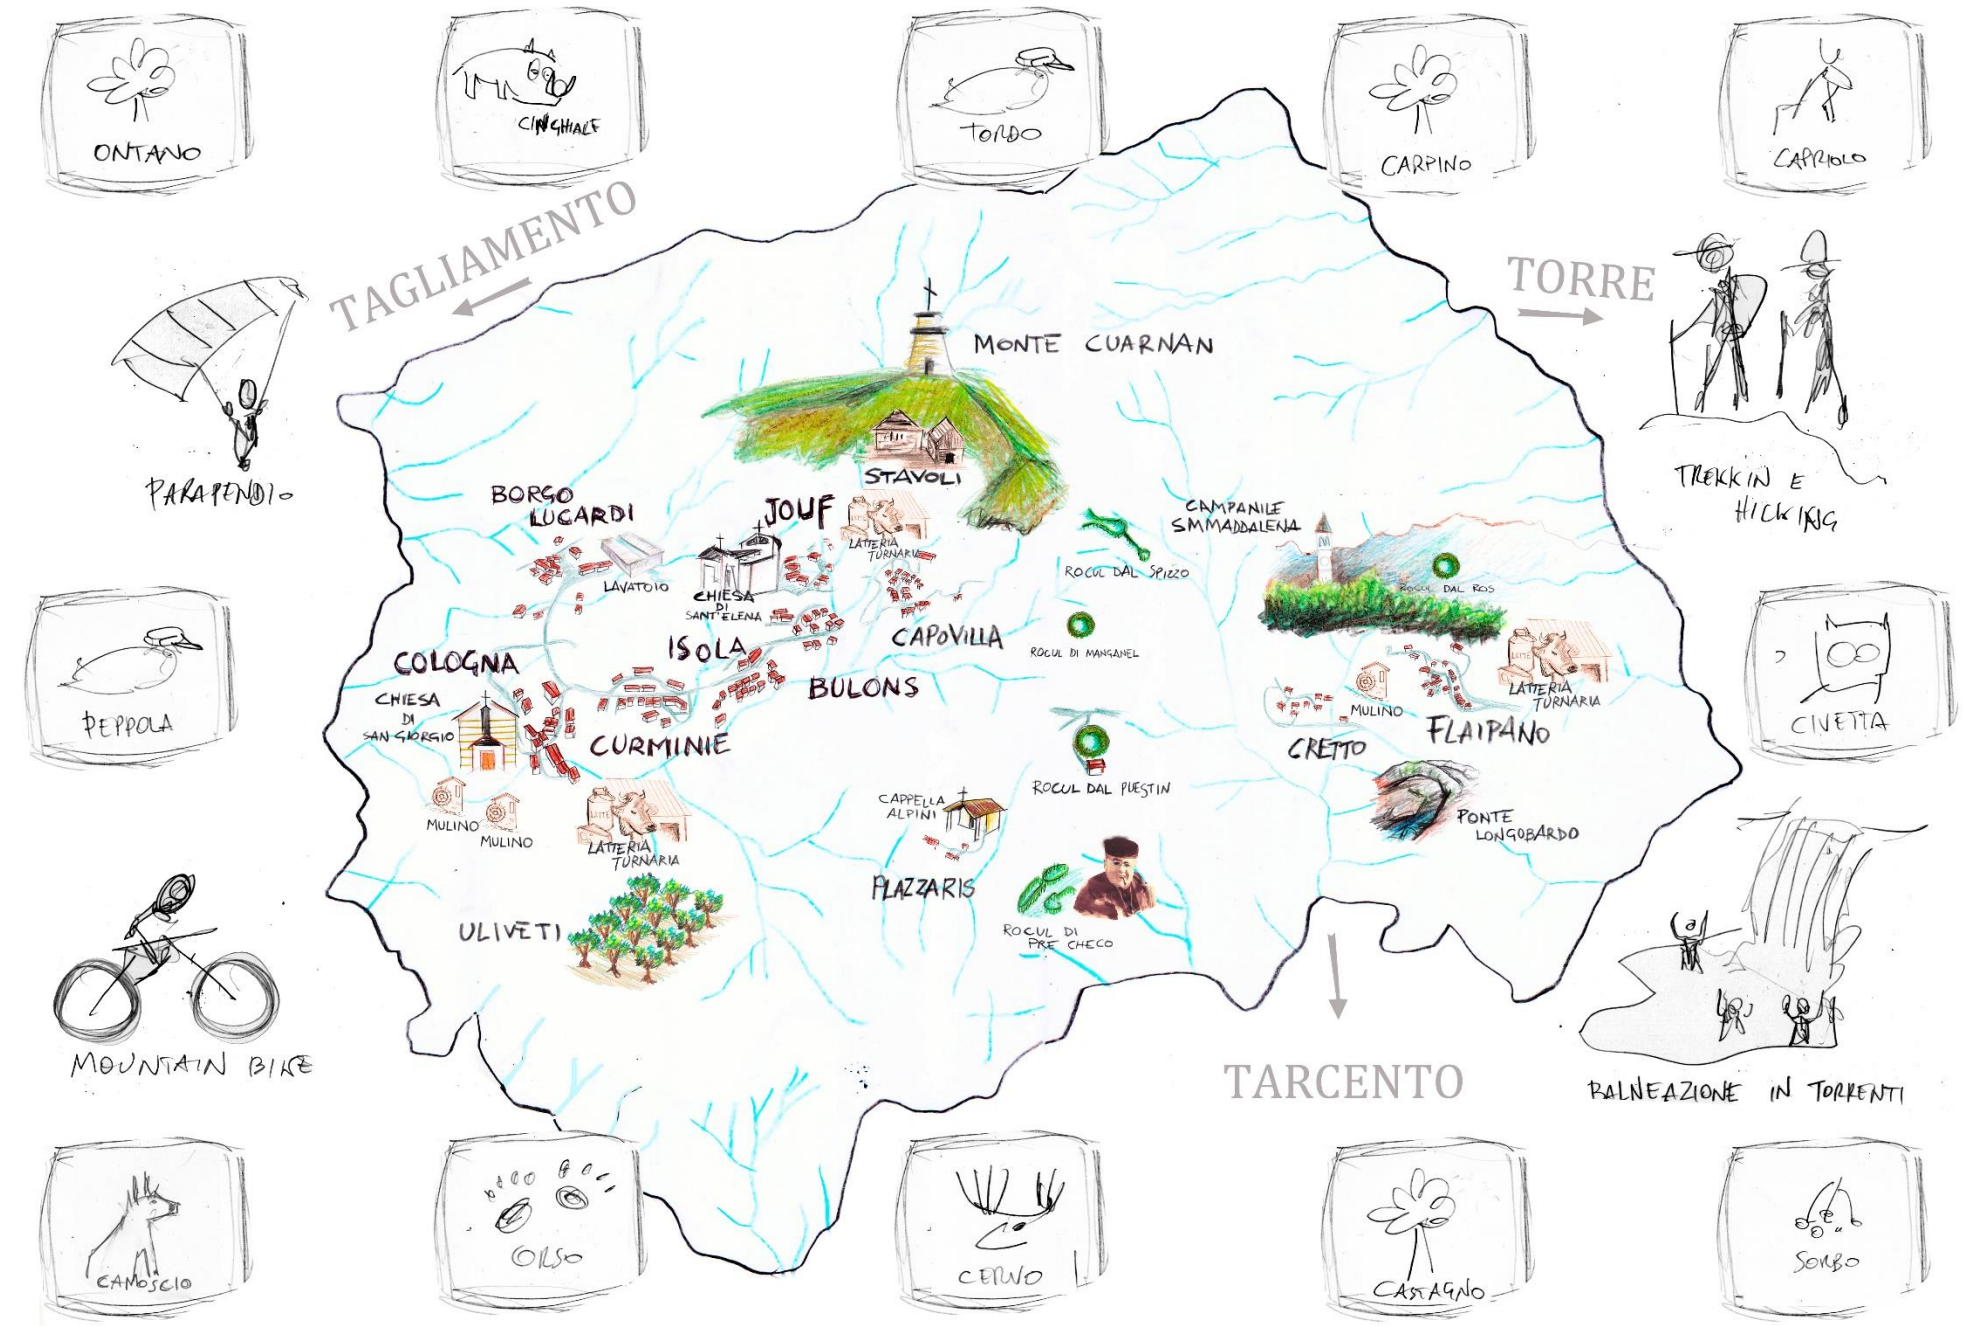 ONTANO
CINGHIALE
TORDO
CARPINO
CAPRIOLO
TAGLIAMENTO
TORRE
MONTE CUARNAN
STAVOLI
PARAPENDIO
TREKKIN E
HICKING
BORGO
LUCARDI
JOUF
LATTERIA
TURNARIA
LAVATOIO
CHIESA
DI
SANT'ELENA
CAMPANILE
SMMADDALENA
ROCUL DAL SPIZZO
ROCUL DAL ROS
ISOLA
CAPOVILLA
ROCUL DI MANGANEL
COLOGNA
BULONS
CHIESA
DI
SAN GIORGIO
CURMINIE
LATTERIA
TURNARIA
MULINO
FLAIPANO
CRETTO
PEPPOLA
CIVETTA
ROCUL DAL PUESTIN
CAPPELLA
ALPINI
MULINO
MULINO
LATTE
LATTERIA
TURNARIA
PONTE
LONGOBARDO
PLAZZARIS
ULIVETI
ROCUL DI
PRE CHECO
MOUNTAIN BIKE
TARCENTO
BALNEAZIONE IN TORRENTI
CAMOSCIO
ORSO
CERVO
CASTAGNO
SORBO